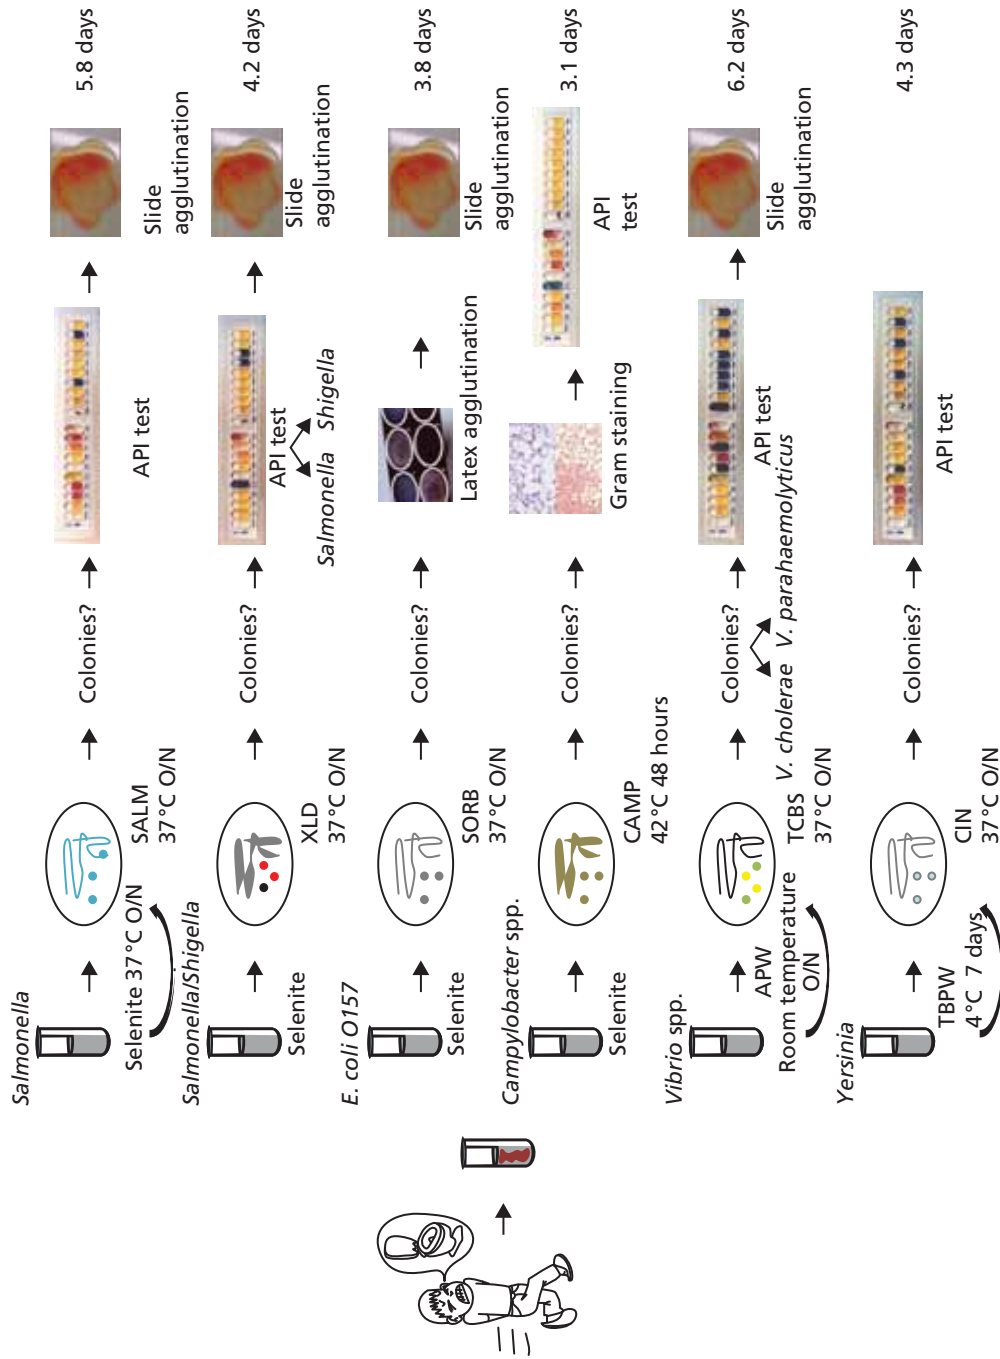 Salmonella
Selenite 37 °C O/N
SALM
37 °C O/N
Colonies?
API test
Slide
agglutination
5.8 days
Salmonella/Shigella
Selenite
XLD
37 °C O/N
Colonies?
API test
Salmonella Shigella
Slide
agglutination
4.2 days
E. coli O157
Selenite
SORB
37 °C O/N
Colonies?
Latex agglutination
Slide
agglutination
3.8 days
Campylobacter spp.
Selenite
CAMP
42 °C 48 hours
Colonies?
Gram staining
API
test
3.1 days
Vibrio spp.
APW
Room temperature
O/N
TCBS
37 °C O/N
Colonies?
V. cholerae V. parahaemolyticus
API test
Slide
agglutination
6.2 days
Yersinia
TBPW
4 °C 7 days
CIN
37 °C O/N
Colonies?
API test
4.3 days